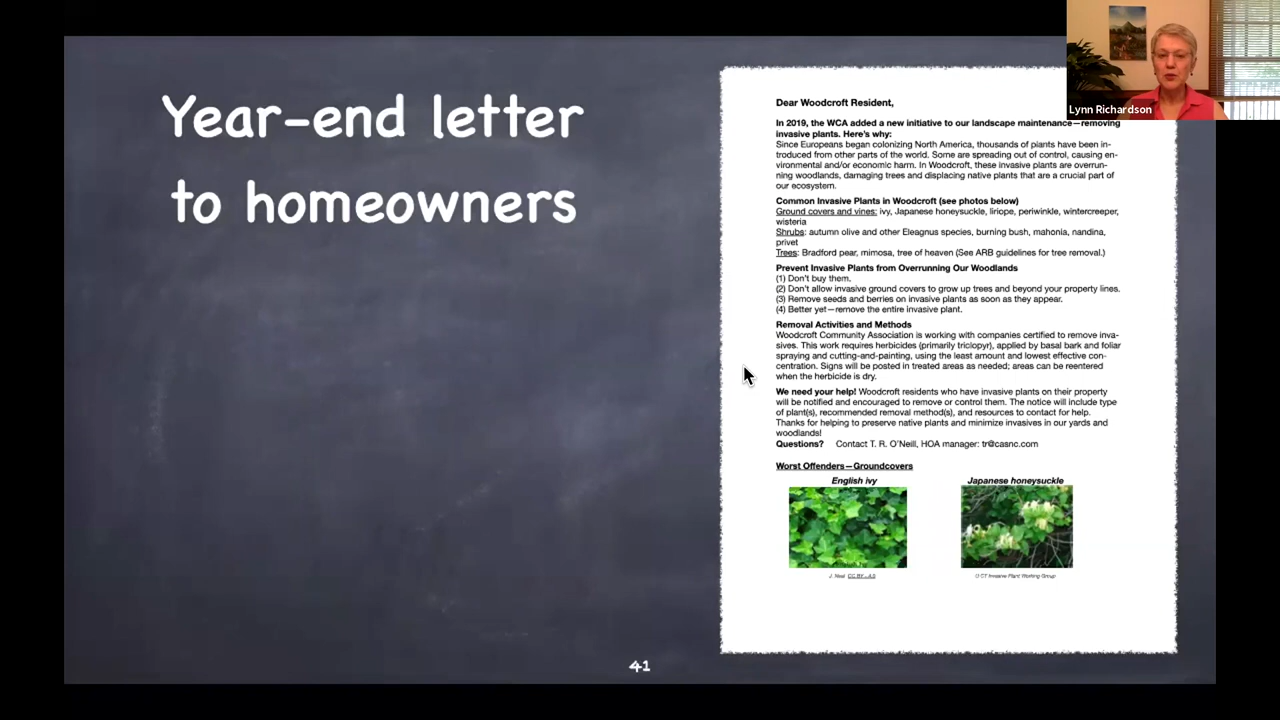 Year-end letter
to homeowners
Lynn Richardson
Dear Woodcroft Resident,
In 2019, the WCA added a new initiative to our landscape maintenance—removing
invasive plants. Here's why:
Since Europeans began colonizing North America, thousands of plants have been in-
troduced from other parts of the world. Some are spreading out of control, causing en-
vironmental and/or economic harm. In Woodcroft, these invasive plants are overrun-
ning woodlands, damaging trees and displacing native plants that are a crucial part of
our ecosystem.
Common Invasive Plants in Woodcroft (see photos below)
Ground covers and vines: ivy, Japanese honeysuckle, liriope, periwinkle, wintercreeper,
wisteria
Shrubs: autumn olive and other Eleagnus species, burning bush, mahonia, nandina,
privet
Trees: Bradford pear, mimosa, tree of heaven (See ARB guidelines for tree removal.)
Prevent Invasive Plants from Overrunning Our Woodlands
(1) Don't buy them.
(2) Don't allow invasive ground covers to grow up trees and beyond your property lines.
(3) Remove seeds and berries on invasive plants as soon as they appear.
(4) Better yet—remove the entire invasive plant.
Removal Activities and Methods
Woodcroft Community Association is working with companies certified to remove inva-
sives. This work requires herbicides (primarily triclopyr), applied by basal bark and foliar
spraying and cutting-and-painting, using the least amount and lowest effective con-
centration. Signs will be posted in treated areas as needed; areas can be reentered
when the herbicide is dry.
We need your help! Woodcroft residents who have invasive plants on their property
will be notified and encouraged to remove or control them. The notice will include type
of plant(s), recommended removal method(s), and resources to contact for help.
Thanks for helping to preserve native plants and minimize invasives in our yards and
woodlands!
Questions? Contact T. R. O'Neill, HOA manager: tr@casnc.com
Worst Offenders—Groundcovers
English ivy Japanese honeysuckle
J. Neal CC BY CT Invasive Plant Working Group
41